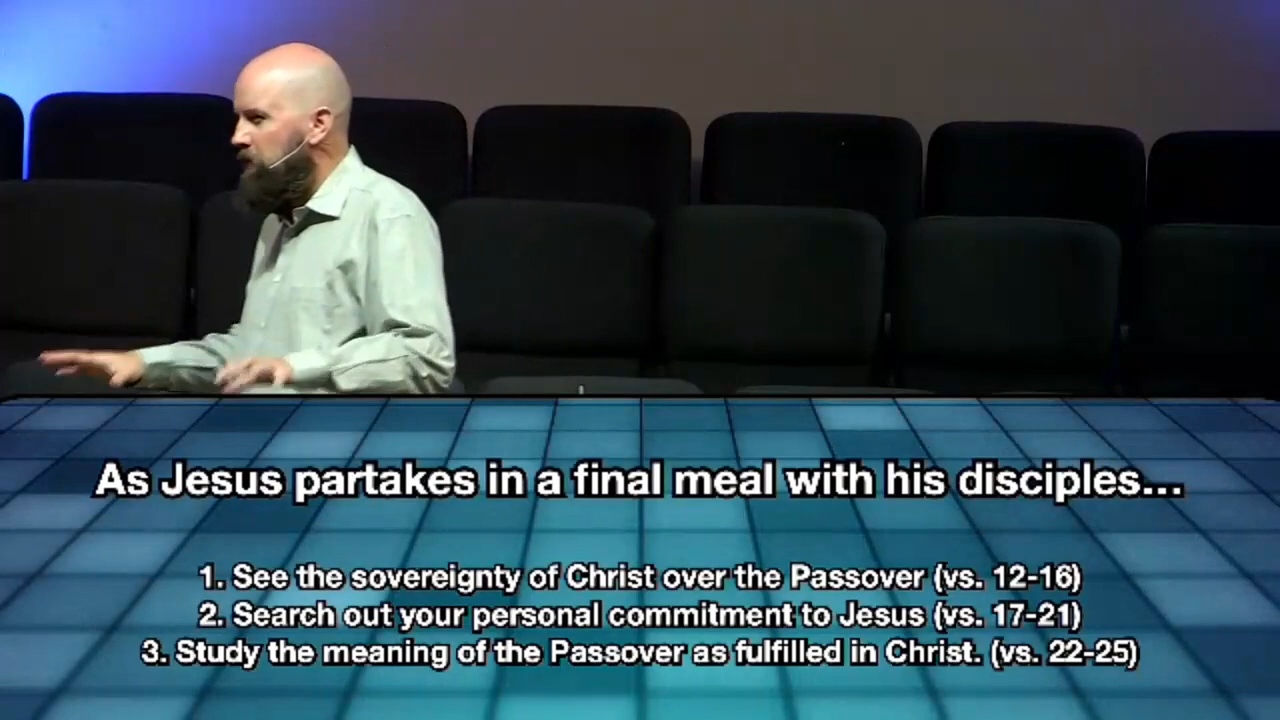 As Jesus partakes in a final meal with his disciples...
1. See the sovereignty of Christ over the Passover (vs. 12-16)
2. Search out your personal commitment to Jesus (vs. 17-21)
3. Study the meaning of the Passover as fulfilled in Christ. (vs. 22-25)